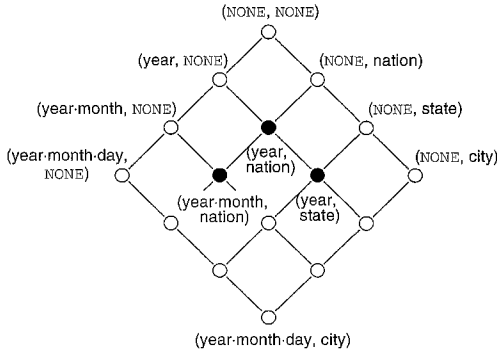 (NONE, NONE)
(year, NONE)
(NONE, nation)
(year·month, NONE)
(NONE, state)
(year·month·day,
NONE)
(year,
nation)
(NONE, city)
(year·month,
nation)
(year,
state)
(year·month·day, city)